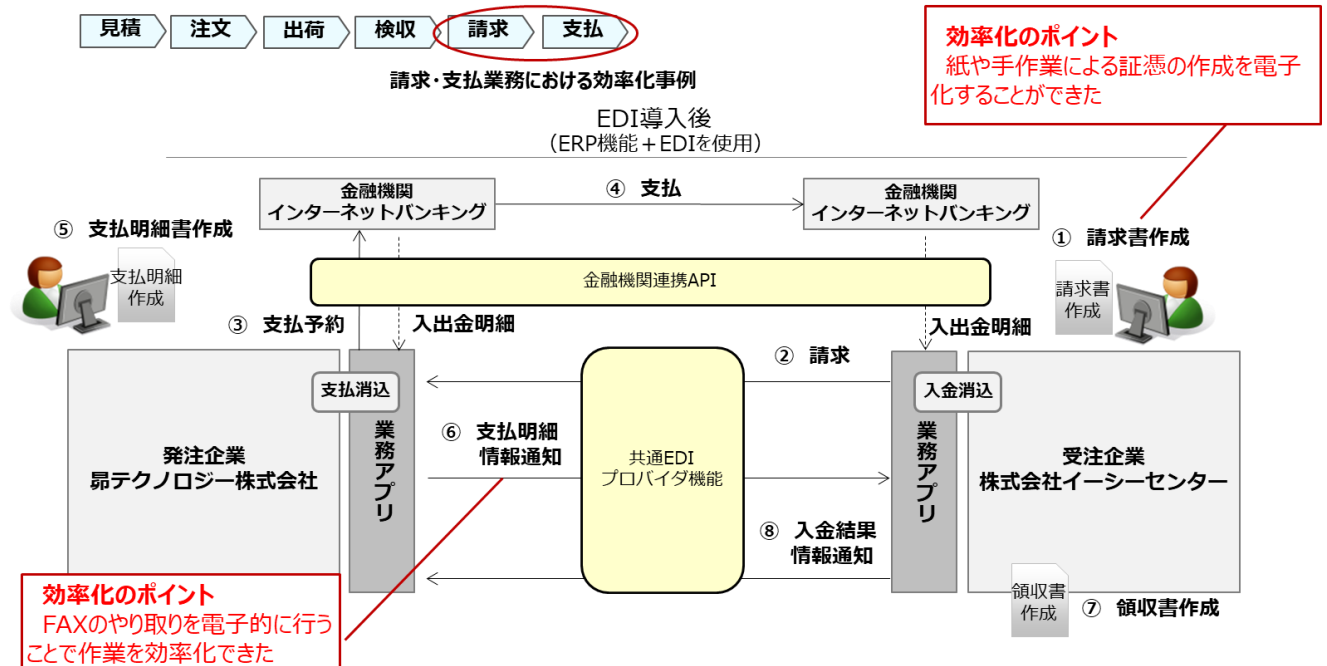 見積
注文
出荷
検収
請求
支払
請求・支払業務における効率化事例
効率化のポイント
紙や手作業による証憑の作成を電子
化することができた
EDI導入後
（ERP機能＋EDIを使用）
金融機関
インターネットバンキング
④ 支払
金融機関
インターネットバンキング
⑤ 支払明細書作成
支払明細
作成
① 請求書作成
請求書
作成
金融機関連携API
③ 支払予約
入出金明細
入出金明細
② 請求
支払消込
入金消込
発注企業
昴テクノロジー株式会社
業務アプリ
⑥ 支払明細
情報通知
共通EDI
プロバイダ機能
業務アプリ
受注企業
株式会社イーシーセンター
⑧ 入金結果
情報通知
効率化のポイント
FAXのやり取りを電子的に行う
ことで作業を効率化できた
領収書
作成
⑦ 領収書作成